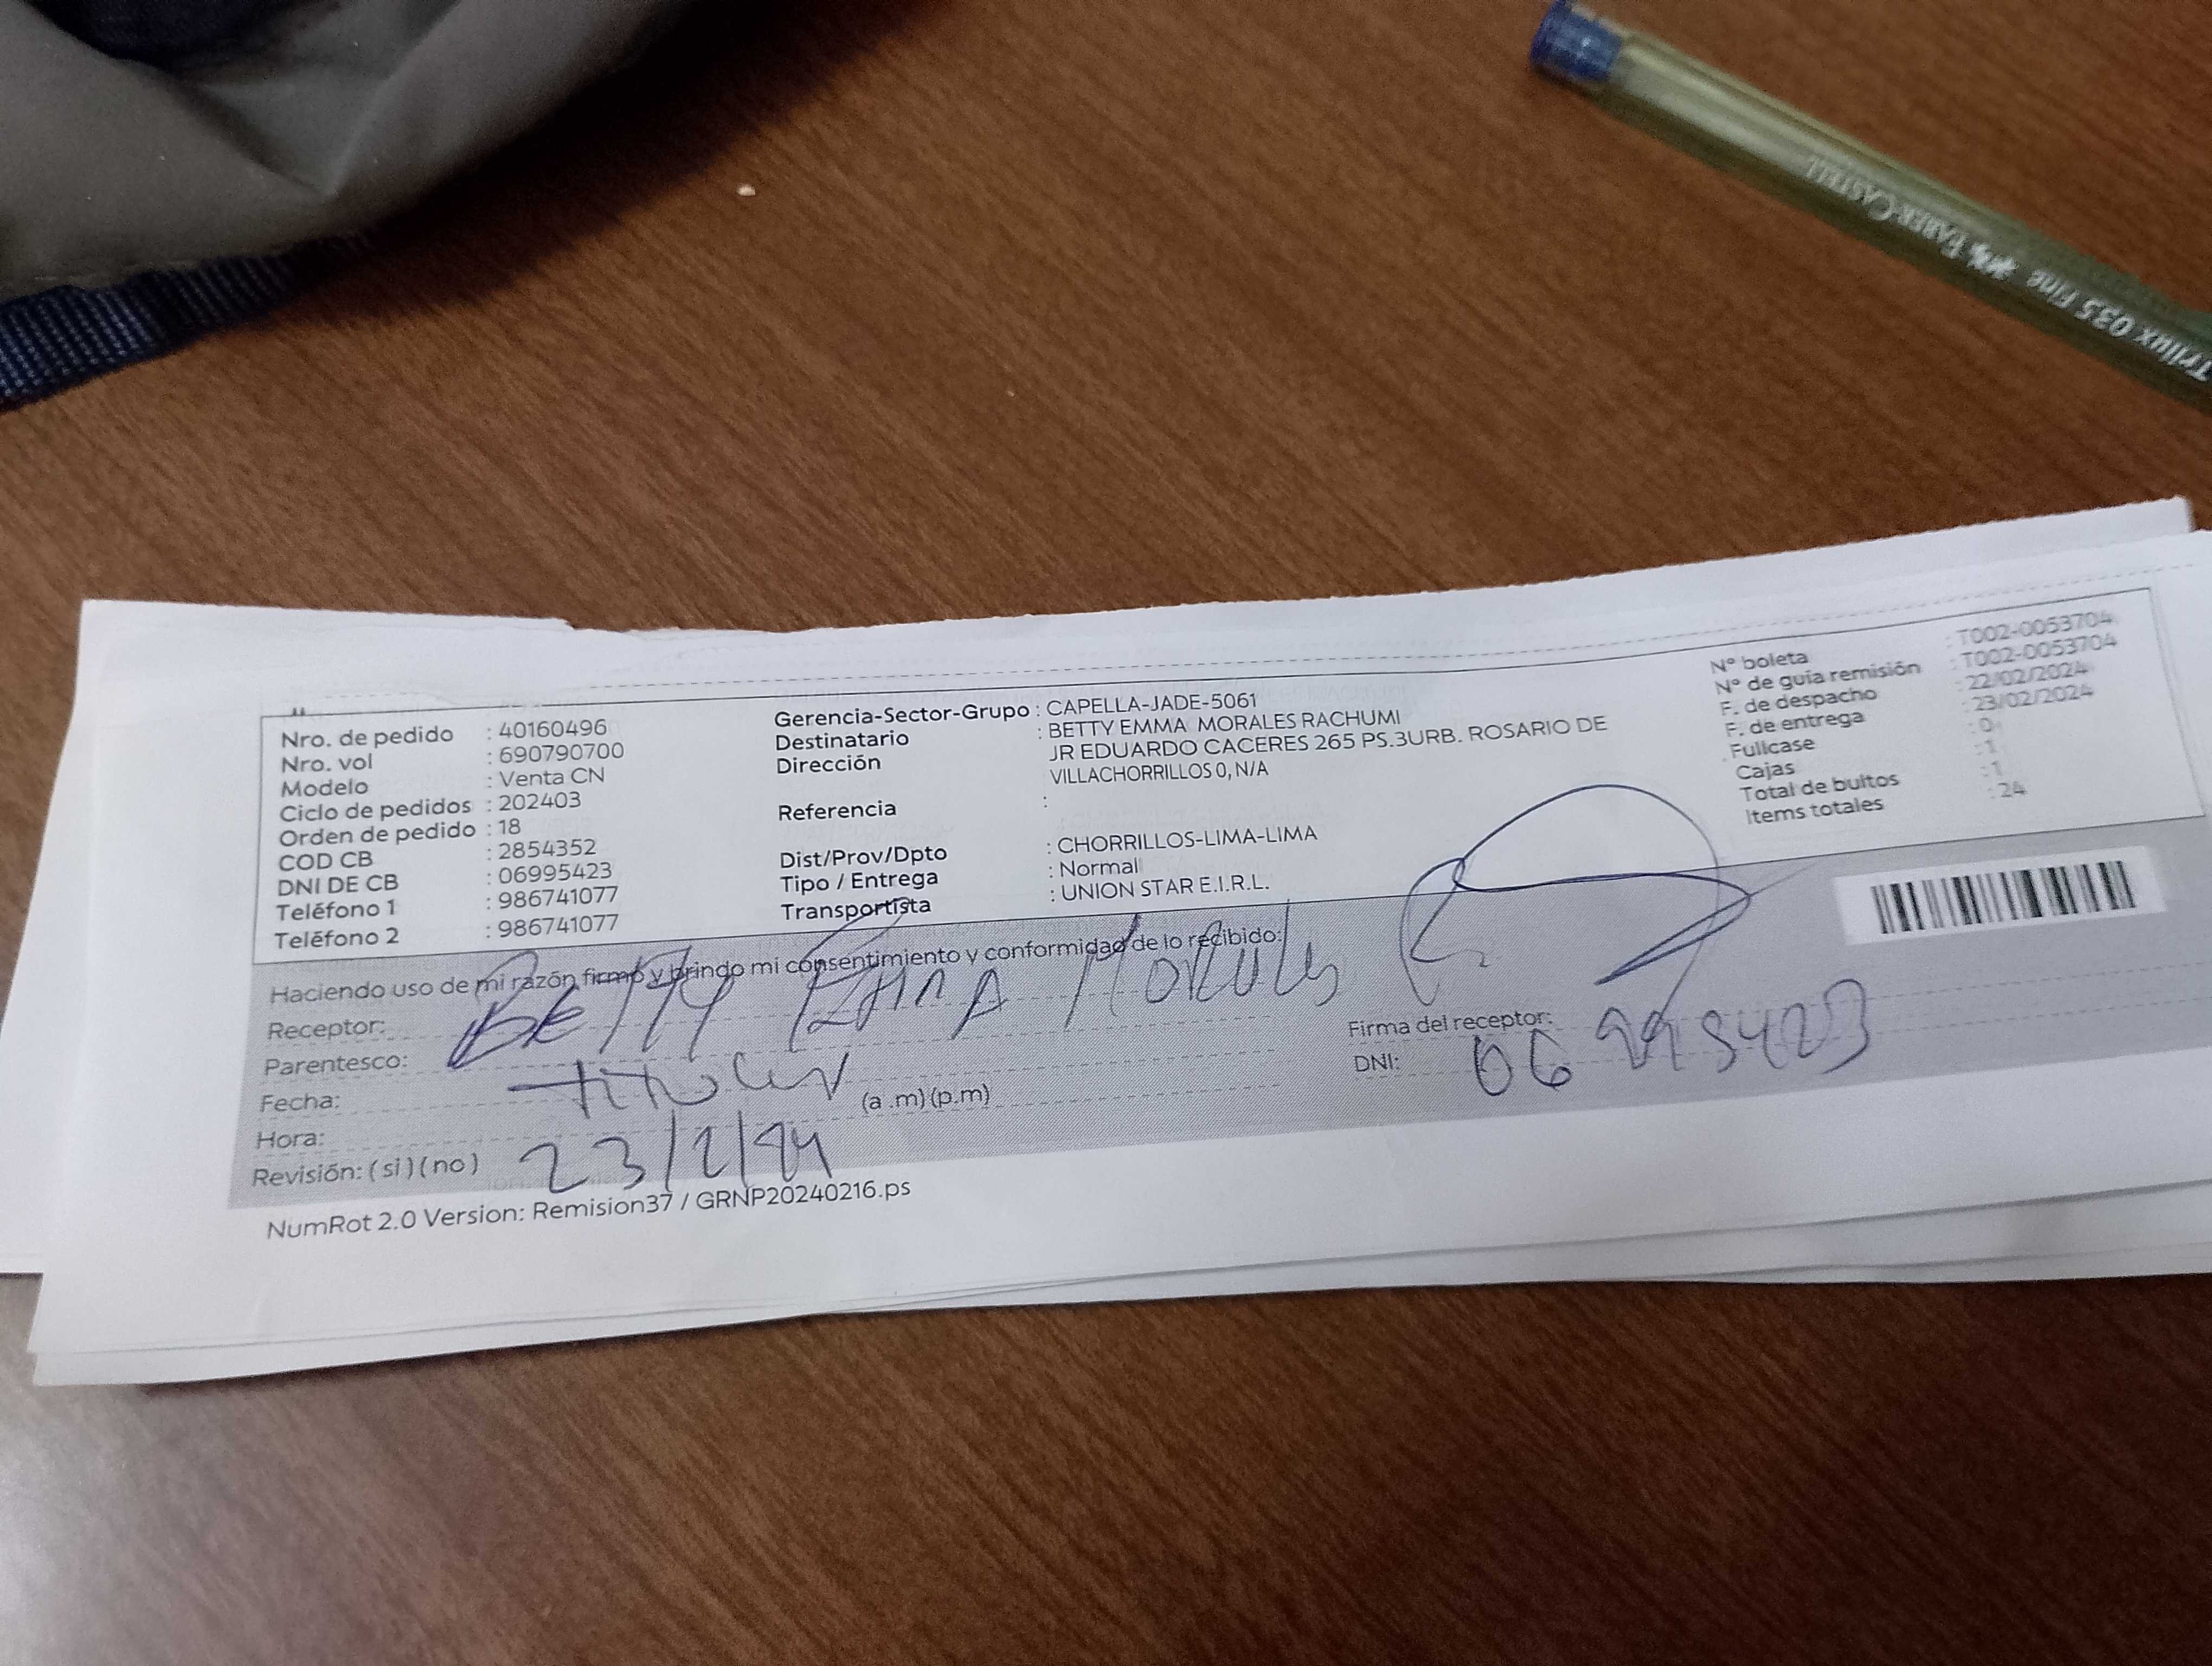 Trilux 035 Fine FABER-CASTELL
Nro. de pedido : 40160496
Nro. vol : 690790700
Modelo : Venta CN
Ciclo de pedidos : 202403
Orden de pedido : 18
COD CB : 2854352
DNI DE CB : 06995423
Teléfono 1 : 986741077
Teléfono 2 : 986741077
Gerencia-Sector-Grupo : CAPELLA-JADE-5061
Destinatario : BETTY EMMA MORALES RACHUMI
Dirección JR EDUARDO CACERES 265 PS.3URB. ROSARIO DE
VILLACHORRILLOS 0, N/A
Referencia :
Dist/Prov/Dpto : CHORRILLOS-LIMA-LIMA
Tipo / Entrega : Normal
Transportista : UNION STAR E.I.R.L.
N° boleta : T002-0053704
N° de guia remisión : T002-0053704
F. de despacho : 22/02/2024
F. de entrega : 23/02/2024
Fullcase : 0
Cajas : 1
Total de bultos : 1
Items totales : 24
Haciendo uso de mi razón firmo y brindo mi consentimiento y conformidad de lo recibido:
Receptor: BETTY EMMA MORALES
Parentesco: titular
Fecha:
Hora: (a .m) (p.m)
Revisión: (si) (no) 23/2/24
Firma del receptor:
DNI: 06995423
NumRot 2.0 Version: Remision37 / GRNP20240216.ps